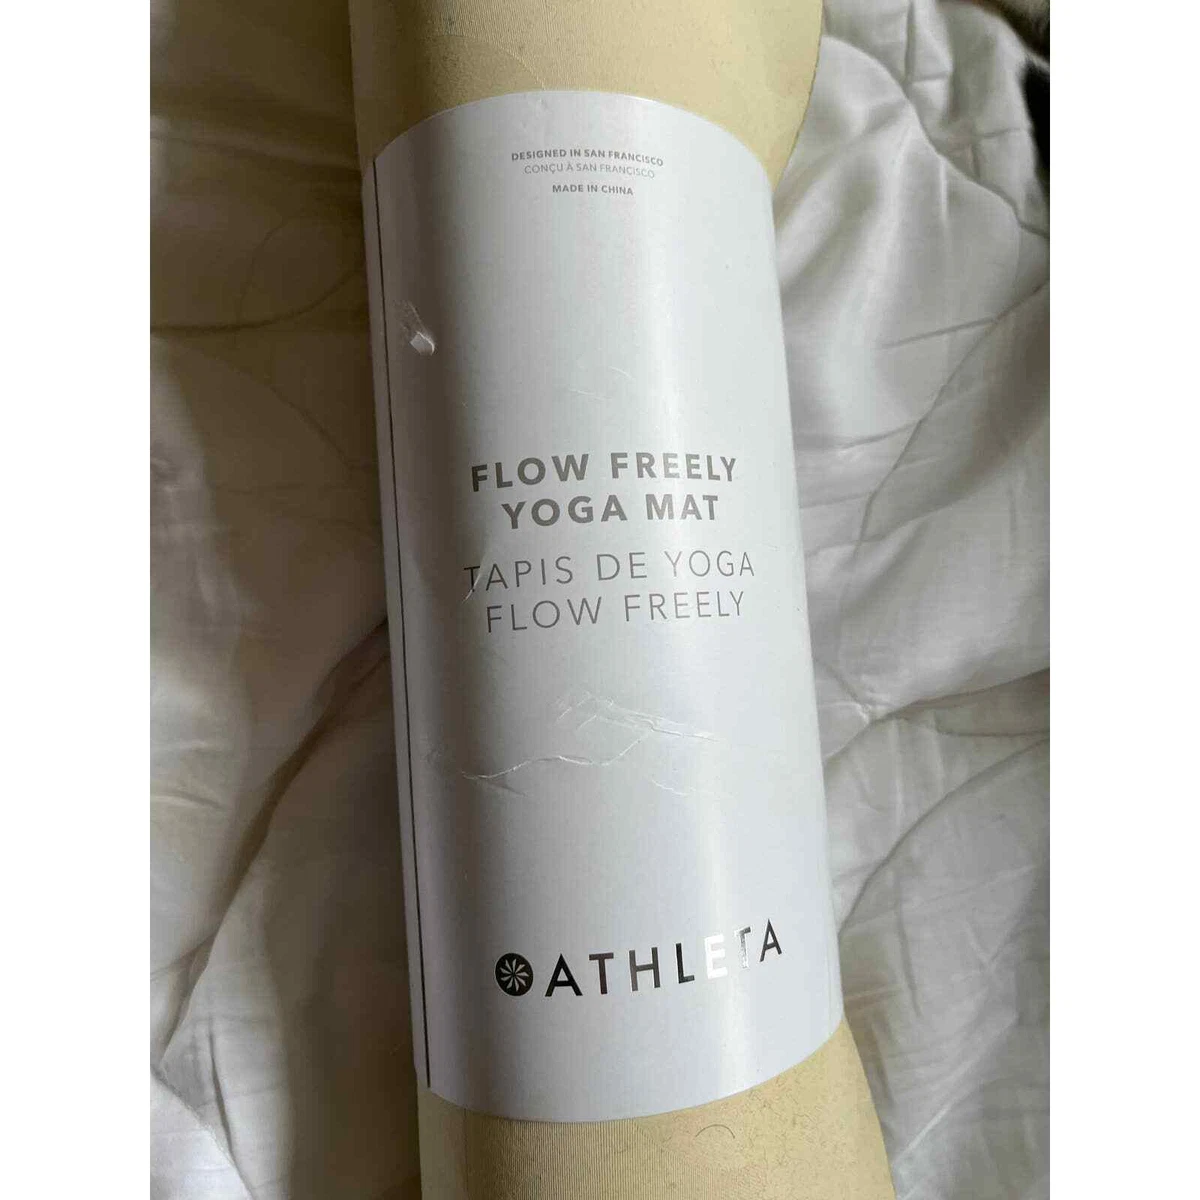 DESIGNED IN SAN FRANCISCO
CONÇU À SAN FRANCISCO
MADE IN CHINA
FLOW FREELY
YOGA MAT
TAPIS DE YOGA
FLOW FREELY
ATHLETA